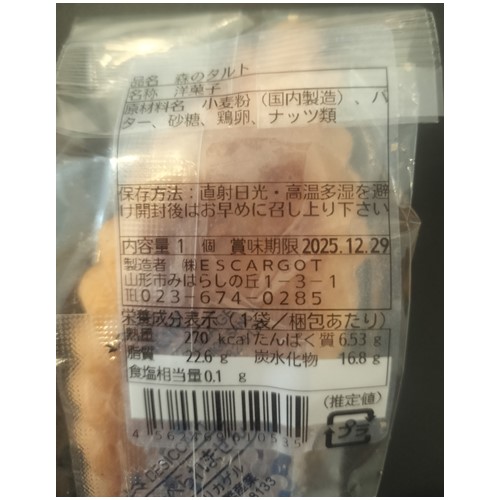 品名 森のタルト
名称 洋菓子
原材料名 小麦粉（国内製造）、バ
ター、砂糖、鶏卵、ナッツ類
保存方法：直射日光・高温多湿を避
け開封後はお早めに召し上り下さい
内容量 1 個 賞味期限 2025.12.29
製造者 ㈱ESCARGOT
山形市みはらしの丘1-3-1
TEL023-674-0285
栄養成分表示（1袋/梱包あたり）
熱量 270 kcal たんぱく質 6.53 g
脂質 22.6 g 炭水化物 16.8 g
食塩相当量 0.1 g
（推定値）
プラ